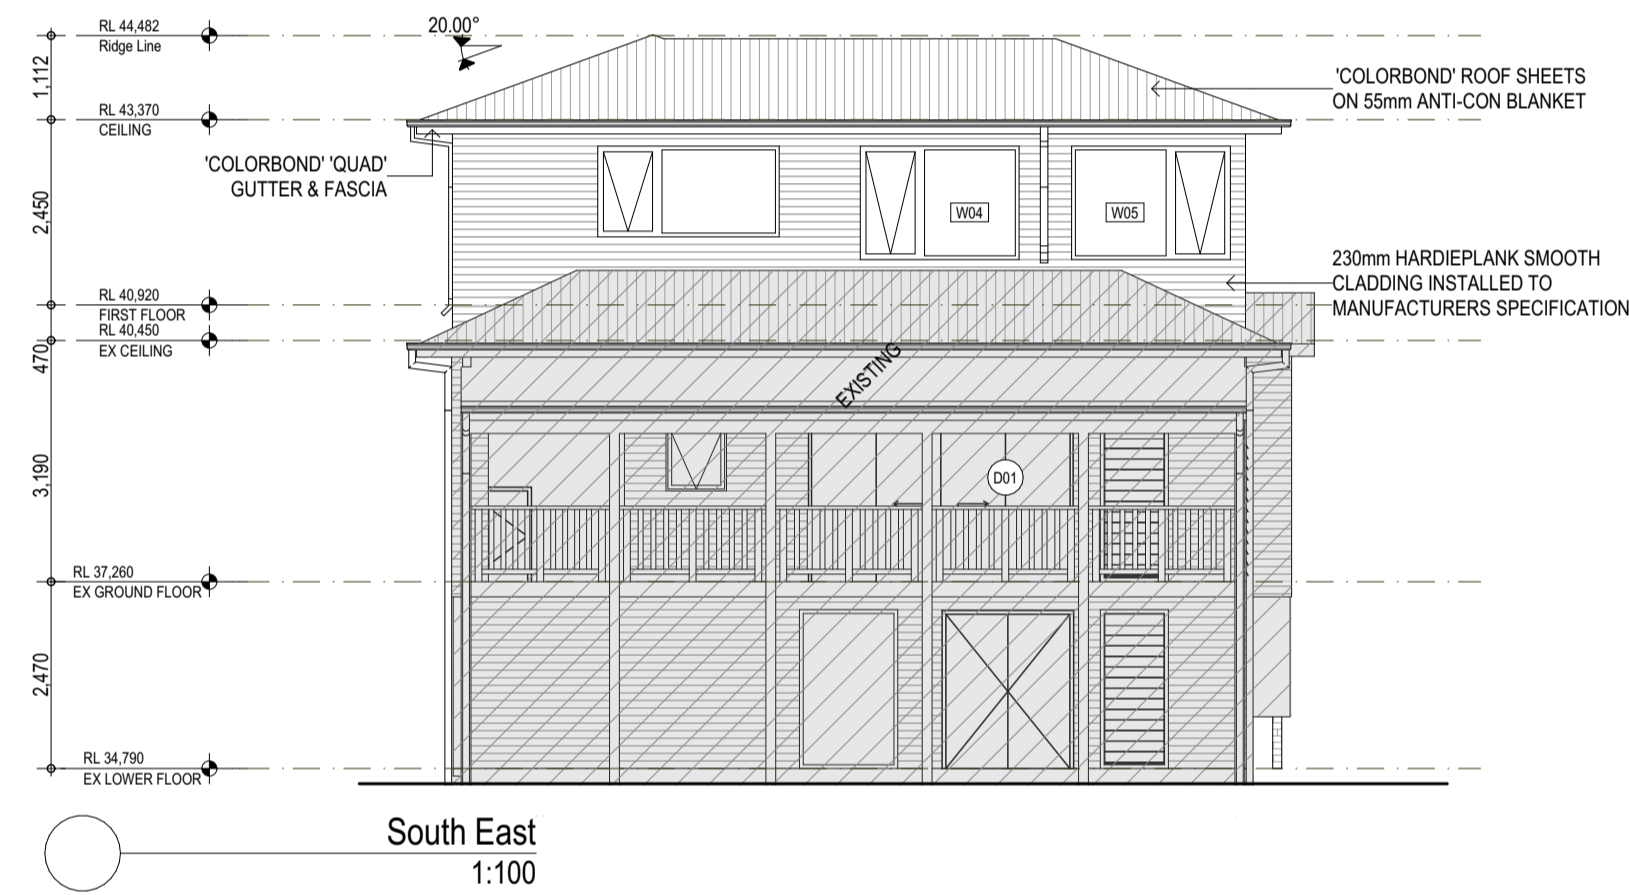 RL 44,482
Ridge Line
20.00°
1,112
'COLORBOND' ROOF SHEETS
ON 55mm ANTI-CON BLANKET
RL 43,370
CEILING
'COLORBOND' 'QUAD'
GUTTER & FASCIA
2,450
W04
W05
230mm HARDIEPLANK SMOOTH
CLADDING INSTALLED TO
MANUFACTURERS SPECIFICATION
RL 40,920
FIRST FLOOR
RL 40,450
EX CEILING
470
EXISTING
3,190
D01
RL 37,260
EX GROUND FLOOR
2,470
RL 34,790
EX LOWER FLOOR
South East
1:100